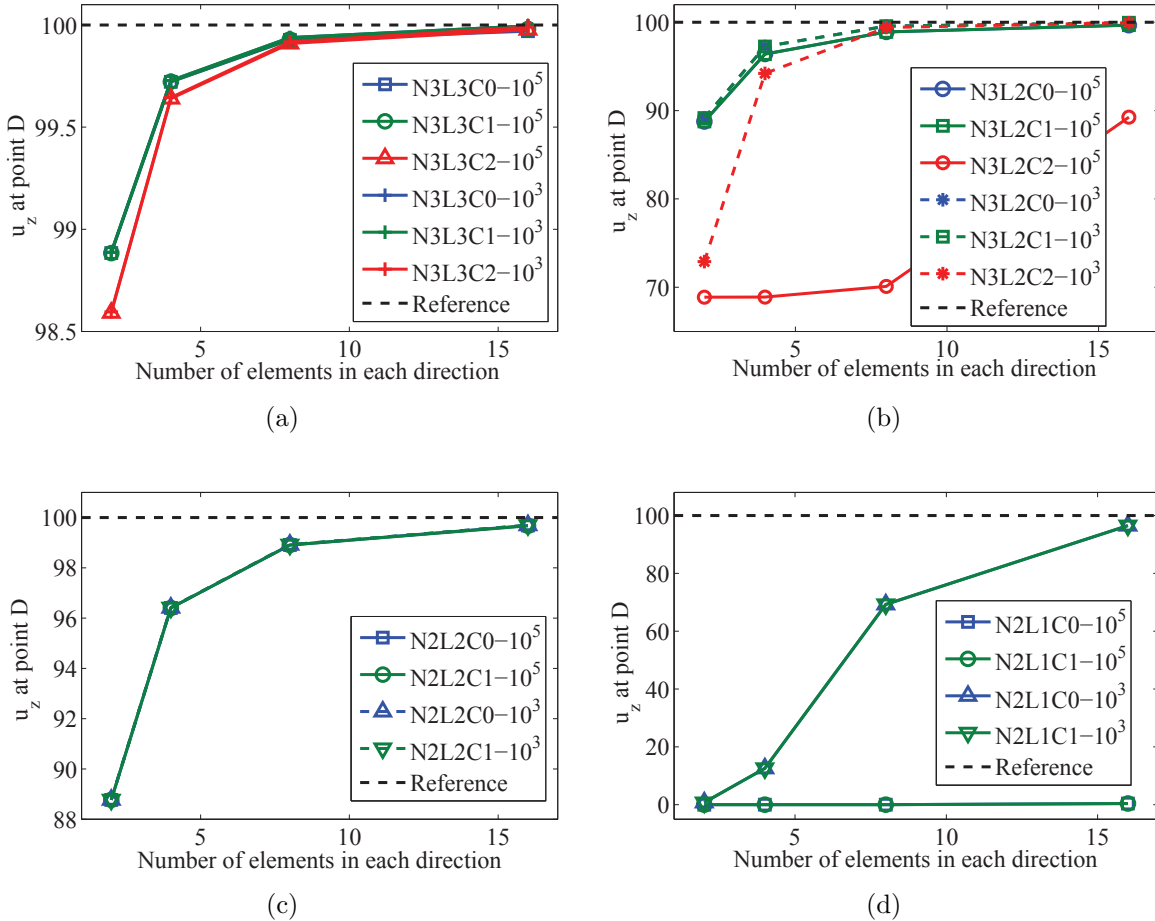 100
99.5
99
98.5
u_z at point D
5
10
15
Number of elements in each direction
N3L3C0−10^5
N3L3C1−10^5
N3L3C2−10^5
N3L3C0−10^3
N3L3C1−10^3
N3L3C2−10^3
Reference
(a)
100
90
80
70
u_z at point D
5
10
15
Number of elements in each direction
N3L2C0−10^5
N3L2C1−10^5
N3L2C2−10^5
N3L2C0−10^3
N3L2C1−10^3
N3L2C2−10^3
Reference
(b)
100
98
96
94
92
90
88
u_z at point D
5
10
15
Number of elements in each direction
N2L2C0−10^5
N2L2C1−10^5
N2L2C0−10^3
N2L2C1−10^3
Reference
(c)
100
80
60
40
20
0
u_z at point D
5
10
15
Number of elements in each direction
N2L1C0−10^5
N2L1C1−10^5
N2L1C0−10^3
N2L1C1−10^3
Reference
(d)